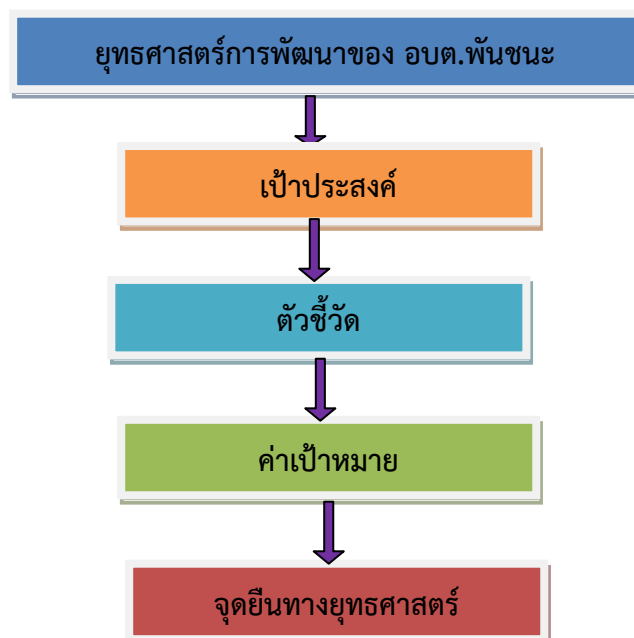 ยุทธศาสตร์การพัฒนาของ อบต.พันชนะ
เป้าประสงค์
ตัวชี้วัด
ค่าเป้าหมาย
จุดยืนทางยุทธศาสตร์